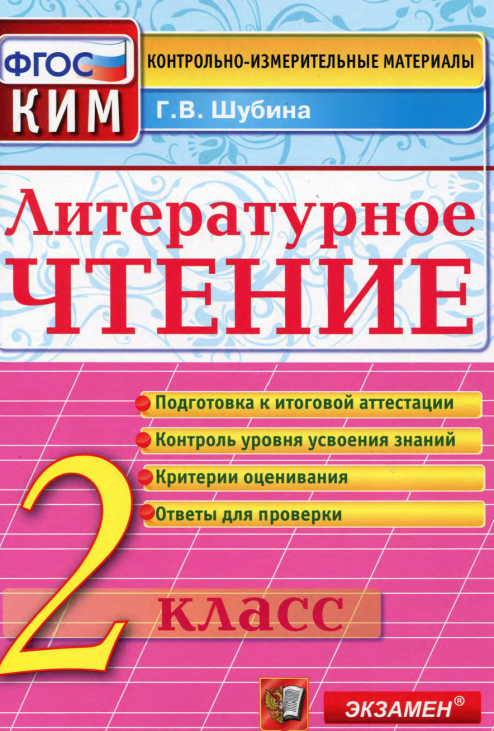 ФГОС
КИМ
КОНТРОЛЬНО-ИЗМЕРИТЕЛЬНЫЕ МАТЕРИАЛЫ
Г.В. Шубина
Литературное
ЧТЕНИЕ
Подготовка к итоговой аттестации
Контроль уровня усвоения знаний
Критерии оценивания
Ответы для проверки
2
класс
ЭКЗАМЕН®